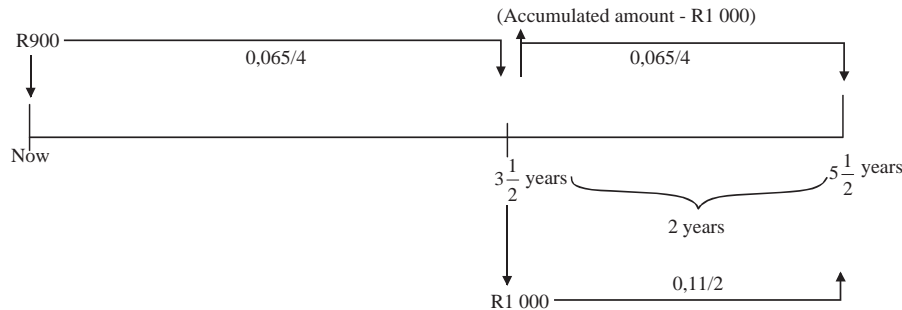 (Accumulated amount - R1 000)
R900
0,065/4
0,065/4
Now
3 1/2 years
5 1/2 years
2 years
0,11/2
R1 000